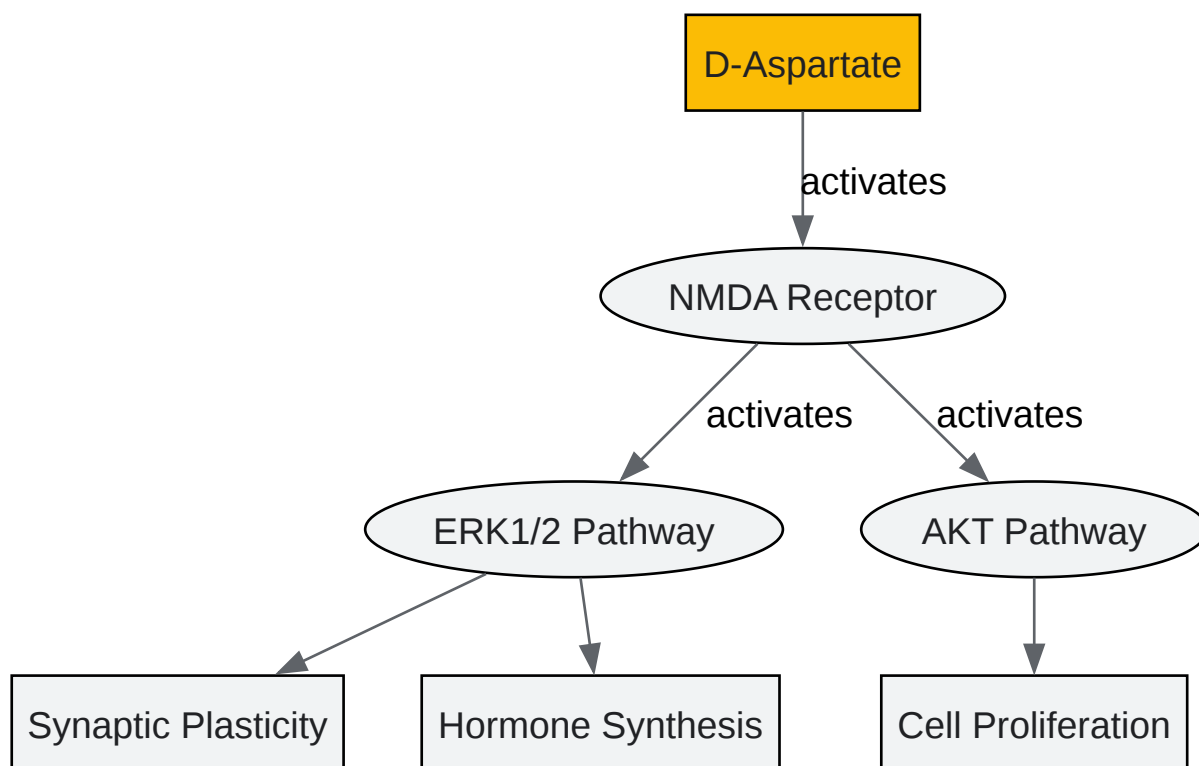 D-Aspartate
activates
NMDA Receptor
activates
activates
ERK1/2 Pathway
AKT Pathway
Synaptic Plasticity
Hormone Synthesis
Cell Proliferation